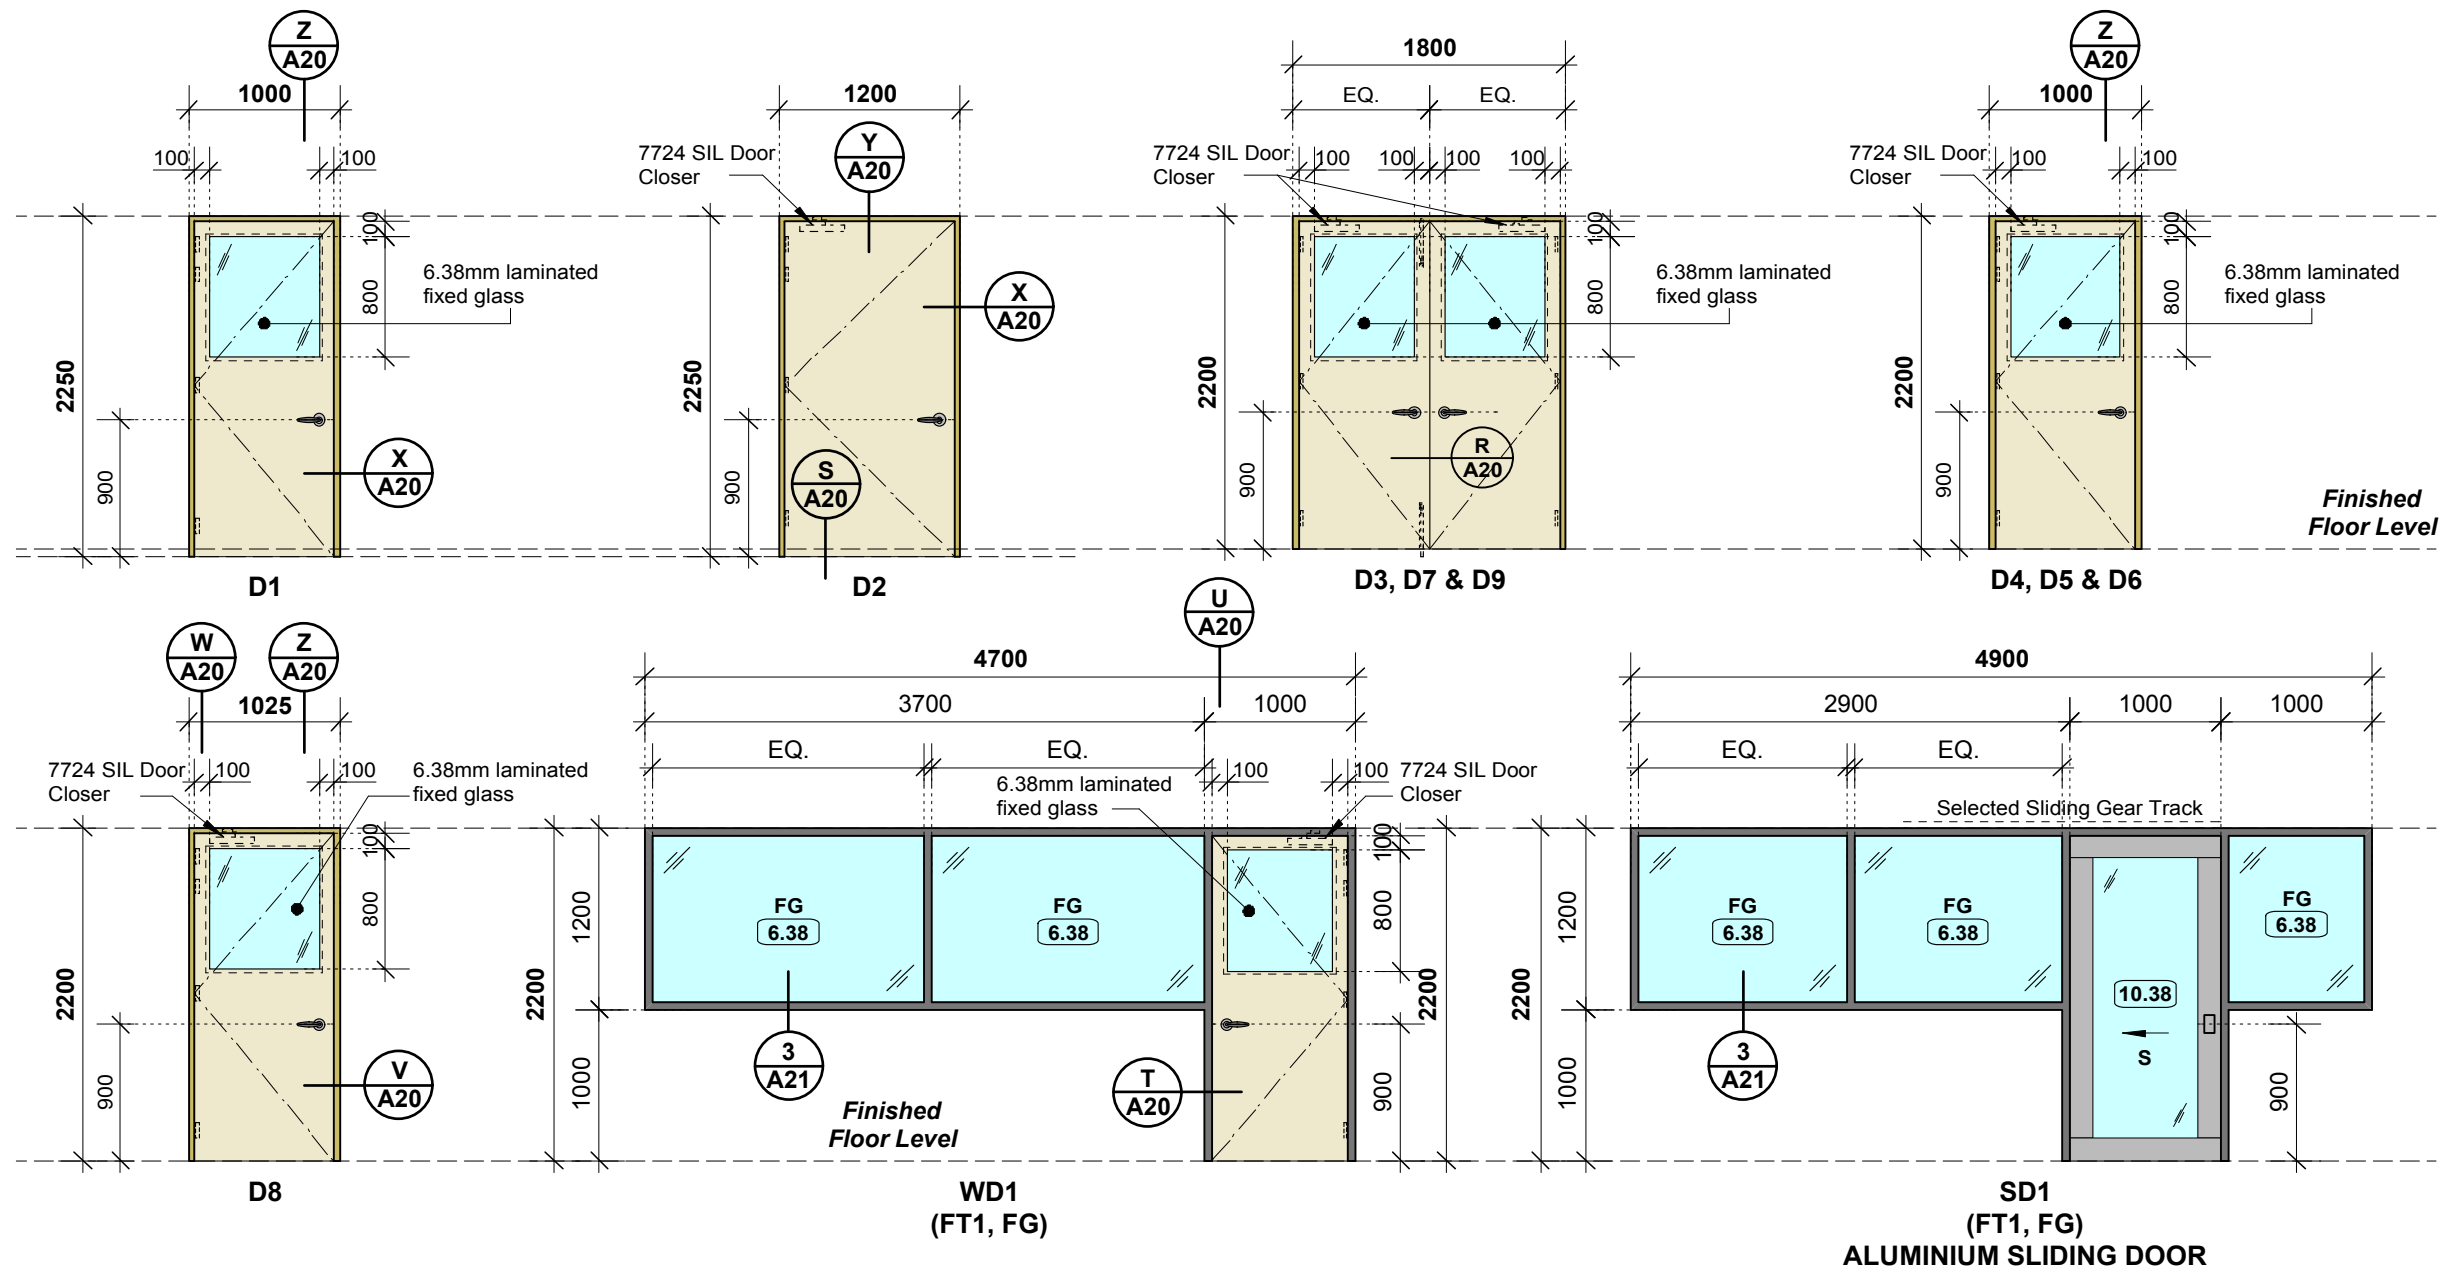 Z
A20
1000
100
100
2250
100
800
900
6.38mm laminated
fixed glass
X
A20
D1
1200
7724 SIL Door
Closer
Y
A20
X
A20
2250
900
S
A20
D2
1800
EQ.
EQ.
7724 SIL Door
Closer
100
100
100
100
2200
100
800
900
6.38mm laminated
fixed glass
R
A20
D3, D7 & D9
Z
A20
1000
7724 SIL Door
Closer
100
100
2200
100
800
900
6.38mm laminated
fixed glass
Finished
Floor Level
D4, D5 & D6
W
A20
Z
A20
1025
7724 SIL Door
Closer
100
100
6.38mm laminated
fixed glass
2200
100
800
900
V
A20
D8
U
A20
4700
3700
1000
EQ.
EQ.
6.38mm laminated
fixed glass
100
100
7724 SIL Door
Closer
2200
1200
1000
FG
6.38
FG
6.38
100
800
900
2200
3
A21
T
A20
Finished
Floor Level
WD1
(FT1, FG)
4900
2900
1000
1000
EQ.
EQ.
Selected Sliding Gear Track
2200
1200
1000
FG
6.38
FG
6.38
FG
6.38
10.38
S
900
3
A21
SD1
(FT1, FG)
ALUMINIUM SLIDING DOOR